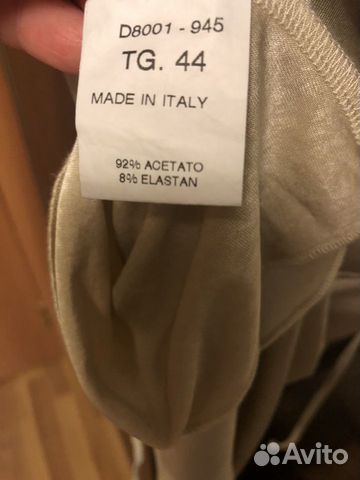 D8001 - 945
TG. 44
MADE IN ITALY
92% ACETATO
8% ELASTAN
Avito